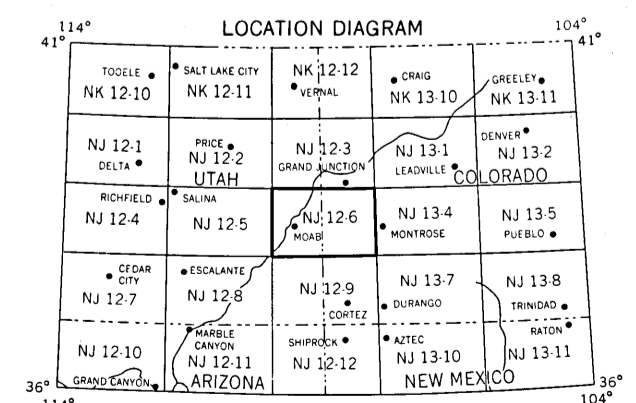 LOCATION DIAGRAM
114° 104°
41° 41°
TOOELE
NK 12-10
SALT LAKE CITY
NK 12-11
NK 12-12
VERNAL
CRAIG
NK 13-10
GREELEY
NK 13-11
NJ 12-1
DELTA
PRICE
NJ 12-2
UTAH
NJ 12-3
GRAND JUNCTION
NJ 13-1
LEADVILLE
DENVER
NJ 13-2
COLORADO
RICHFIELD
NJ 12-4
SALINA
NJ 12-5
NJ 12-6
MOAB
NJ 13-4
MONTROSE
NJ 13-5
PUEBLO
CEDAR
CITY
NJ 12-7
ESCALANTE
NJ 12-8
NJ 12-9
CORTEZ
NJ 13-7
DURANGO
NJ 13-8
TRINIDAD
NJ 12-10
GRAND CANYON
MARBLE
CANYON
NJ 12-11
ARIZONA
SHIPROCK
NJ 12-12
AZTEC
NJ 13-10
NEW MEXICO
RATON
NJ 13-11
36° 36°
114° 104°